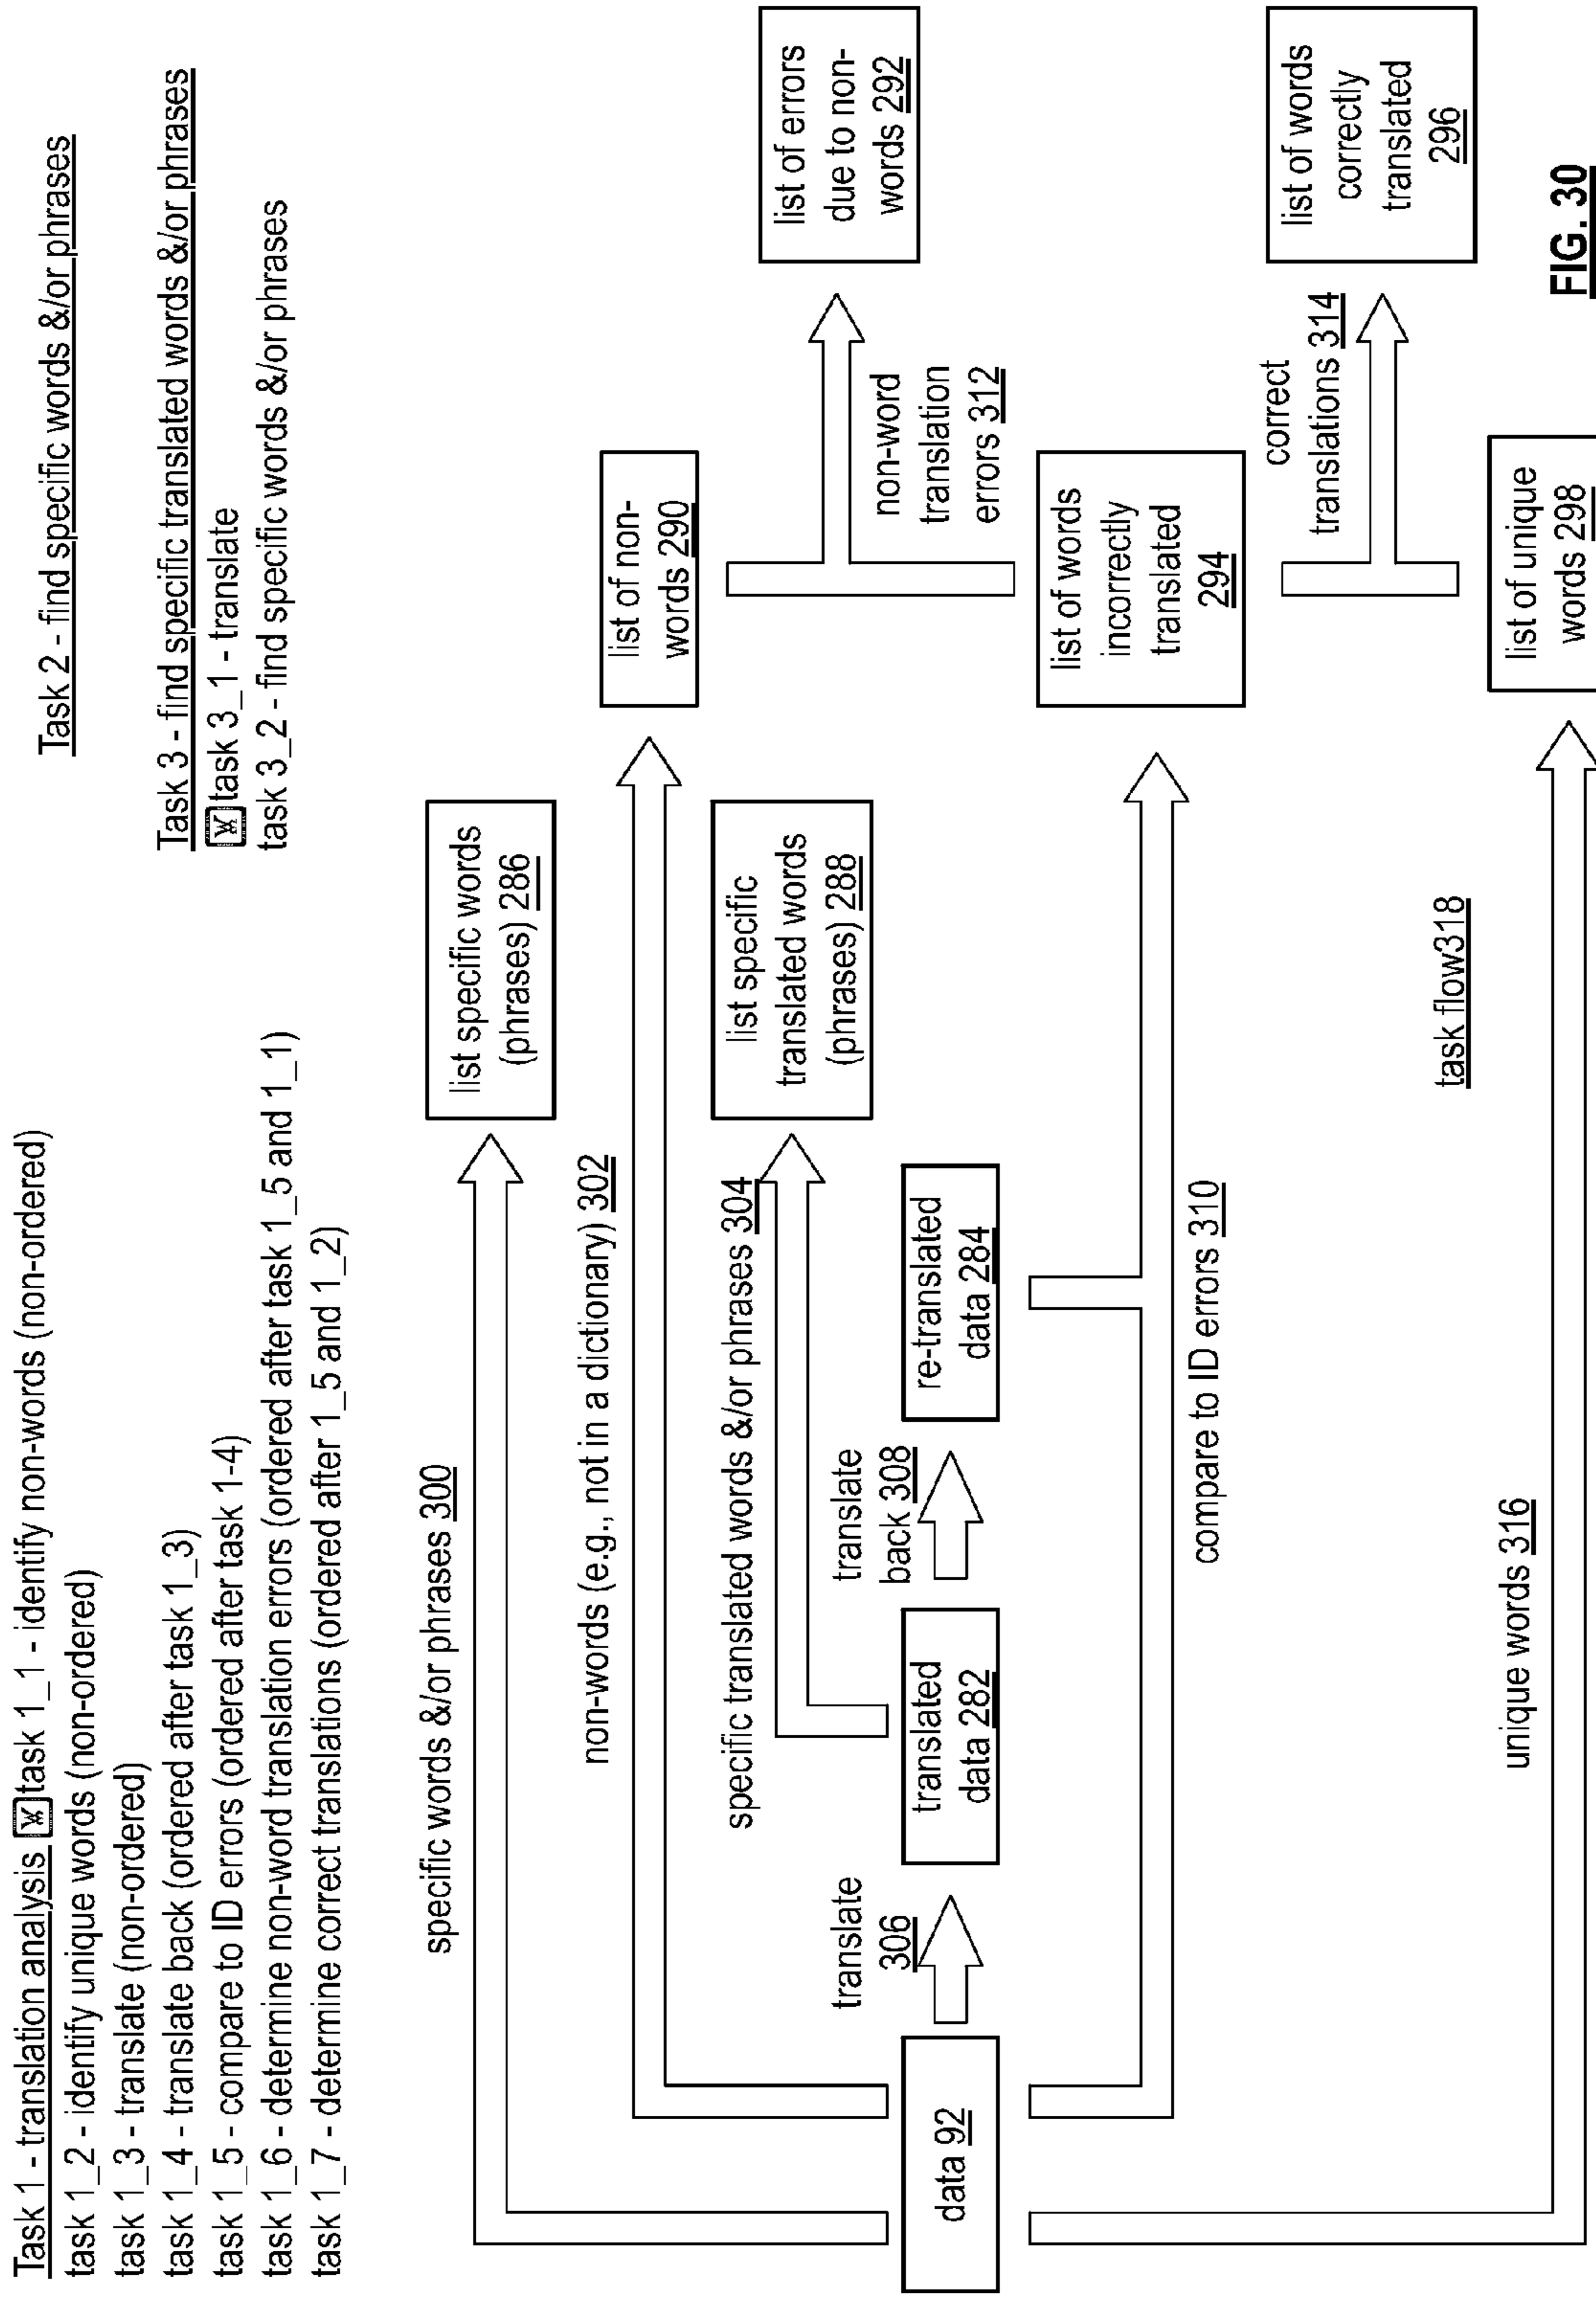 Task 1 - translation analysis W task 1_1 - identify non-words (non-ordered)
task 1_2 - identify unique words (non-ordered)
task 1_3 - translate (non-ordered)
task 1_4 - translate back (ordered after task 1_3)
task 1_5 - compare to ID errors (ordered after task 1-4)
task 1_6 - determine non-word translation errors (ordered after task 1_5 and 1_1)
task 1_7 - determine correct translations (ordered after 1_5 and 1_2)
Task 2 - find specific words &/or phrases
Task 3 - find specific translated words &/or phrases
W task 3_1 - translate
task 3_2 - find specific words &/or phrases
specific words &/or phrases 300
list specific words
(phrases) 286
non-words (e.g., not in a dictionary) 302
list of non-
words 290
specific translated words &/or phrases 304
list specific
translated words
(phrases) 288
list of errors
due to non-
words 292
non-word
translation
errors 312
data 92
translate
306
translated
data 282
translate
back 308
re-translated
data 284
compare to ID errors 310
list of words
incorrectly
translated
294
correct
translations 314
list of words
correctly
translated
296
task flow318
unique words 316
list of unique
words 298
FIG. 30